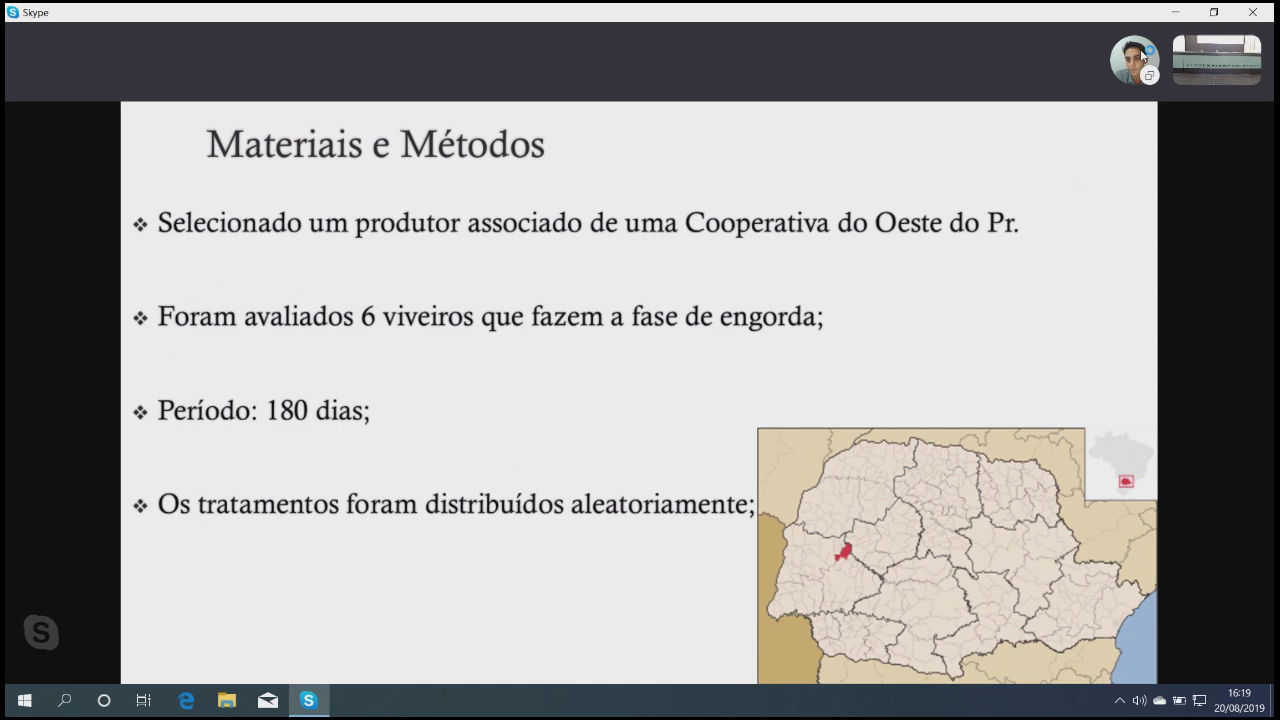 Skype
Materiais e Métodos
❖ Selecionado um produtor associado de uma Cooperativa do Oeste do Pr.
❖ Foram avaliados 6 viveiros que fazem a fase de engorda;
❖ Período: 180 dias;
❖ Os tratamentos foram distribuídos aleatoriamente;
16:19
20/08/2019